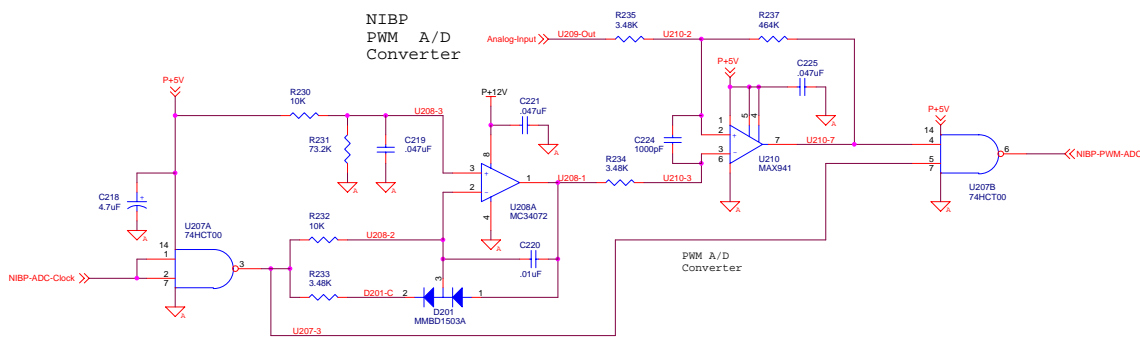 NIBP
PWM A/D
Converter
R235
3.48K
R237
464K
Analog-Input
U209-Out
U210-2
P+5V
C225
.047uF
P+5V
R230
10K
P+12V
C221
.047uF
U208-3
R231
73.2K
C219
.047uF
A
A
A
8
3
+
2
-
1
4
U208A
MC34072
A
U208-1
C224
1000pF
R234
3.48K
U210-3
1
2
3
6
5
4
+
-
7
U210
MAX941
A
A
U210-7
P+5V
14
4
5
7
6
U207B
74HCT00
A
NIBP-PWM-ADC
C218
4.7uF
+
A
U207A
74HCT00
14
1
2
7
3
A
NIBP-ADC-Clock
R232
10K
U208-2
R233
3.48K
D201-C
C220
.01uF
3
2
1
D201
MMBD1503A
U207-3
PWM A/D
Converter